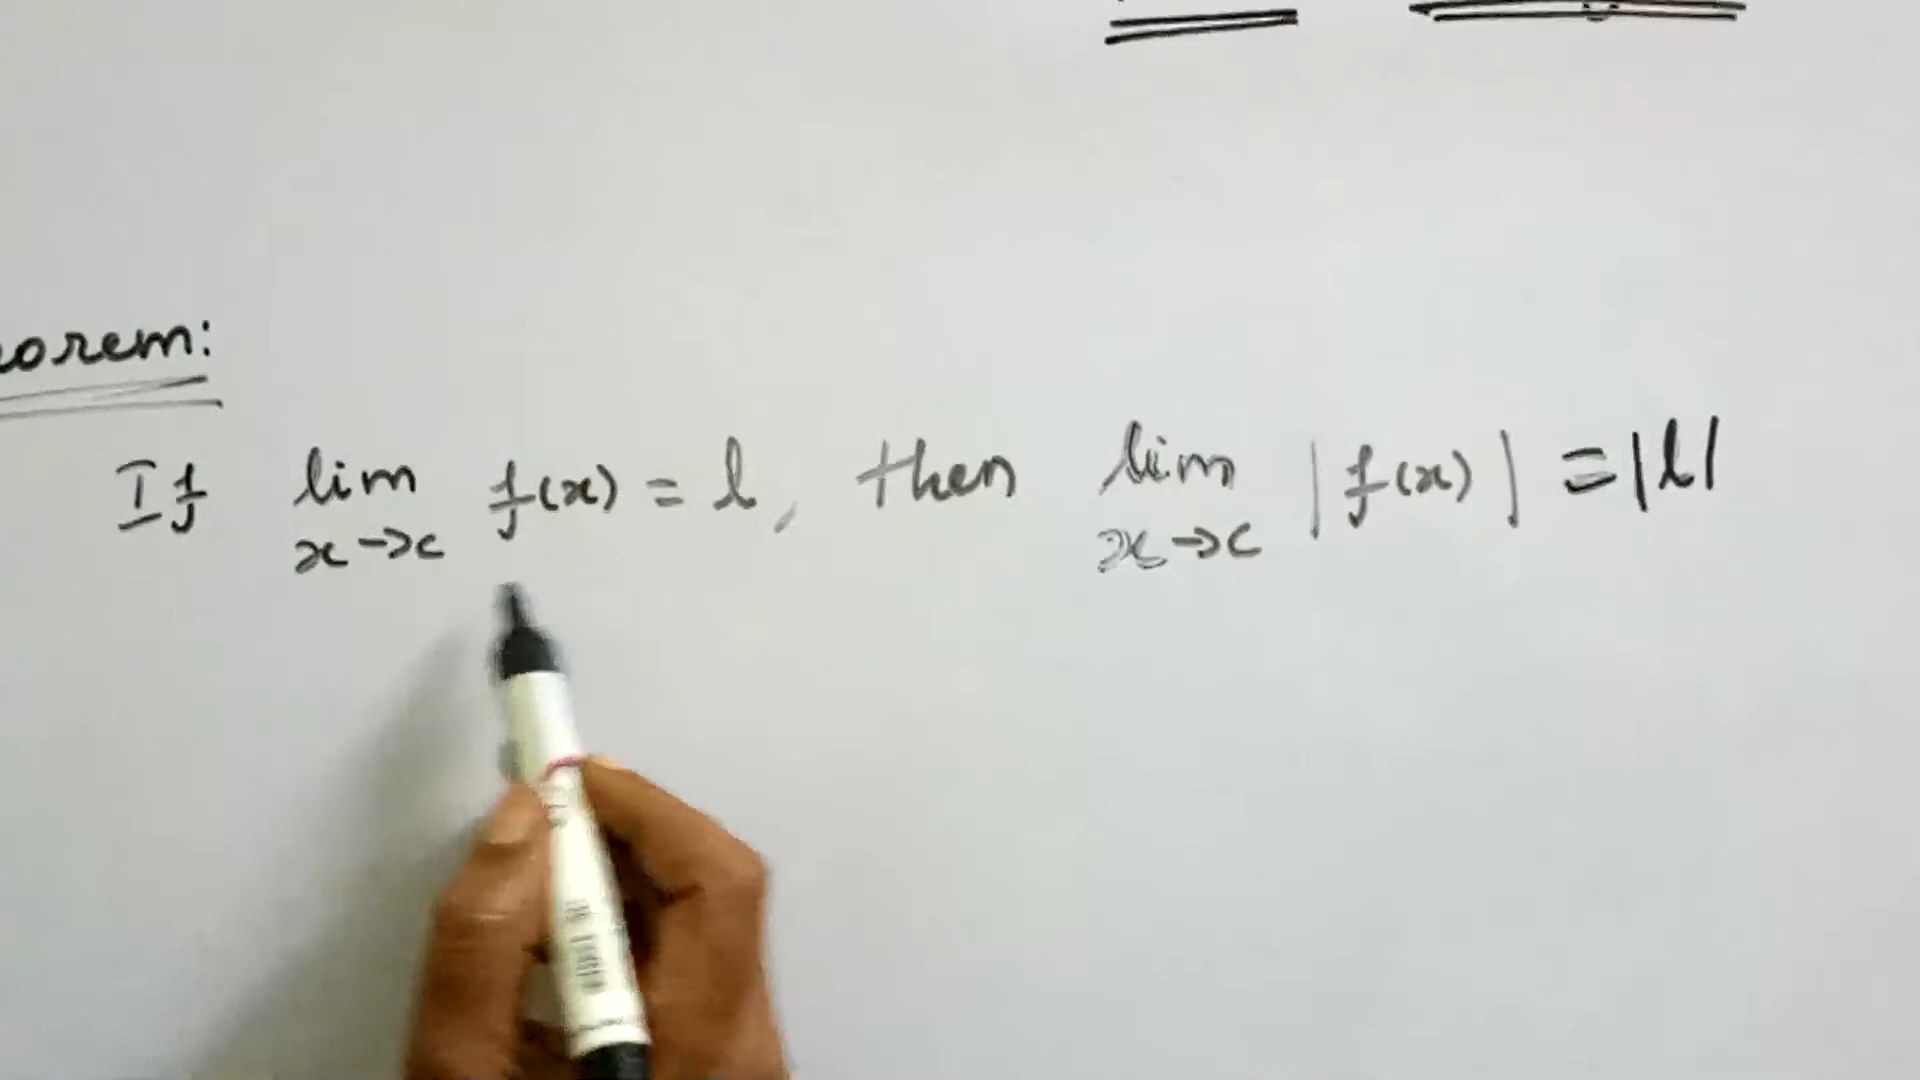 orem:
If lim x→c f(x) = l, then lim x→c |f(x)| = |l|